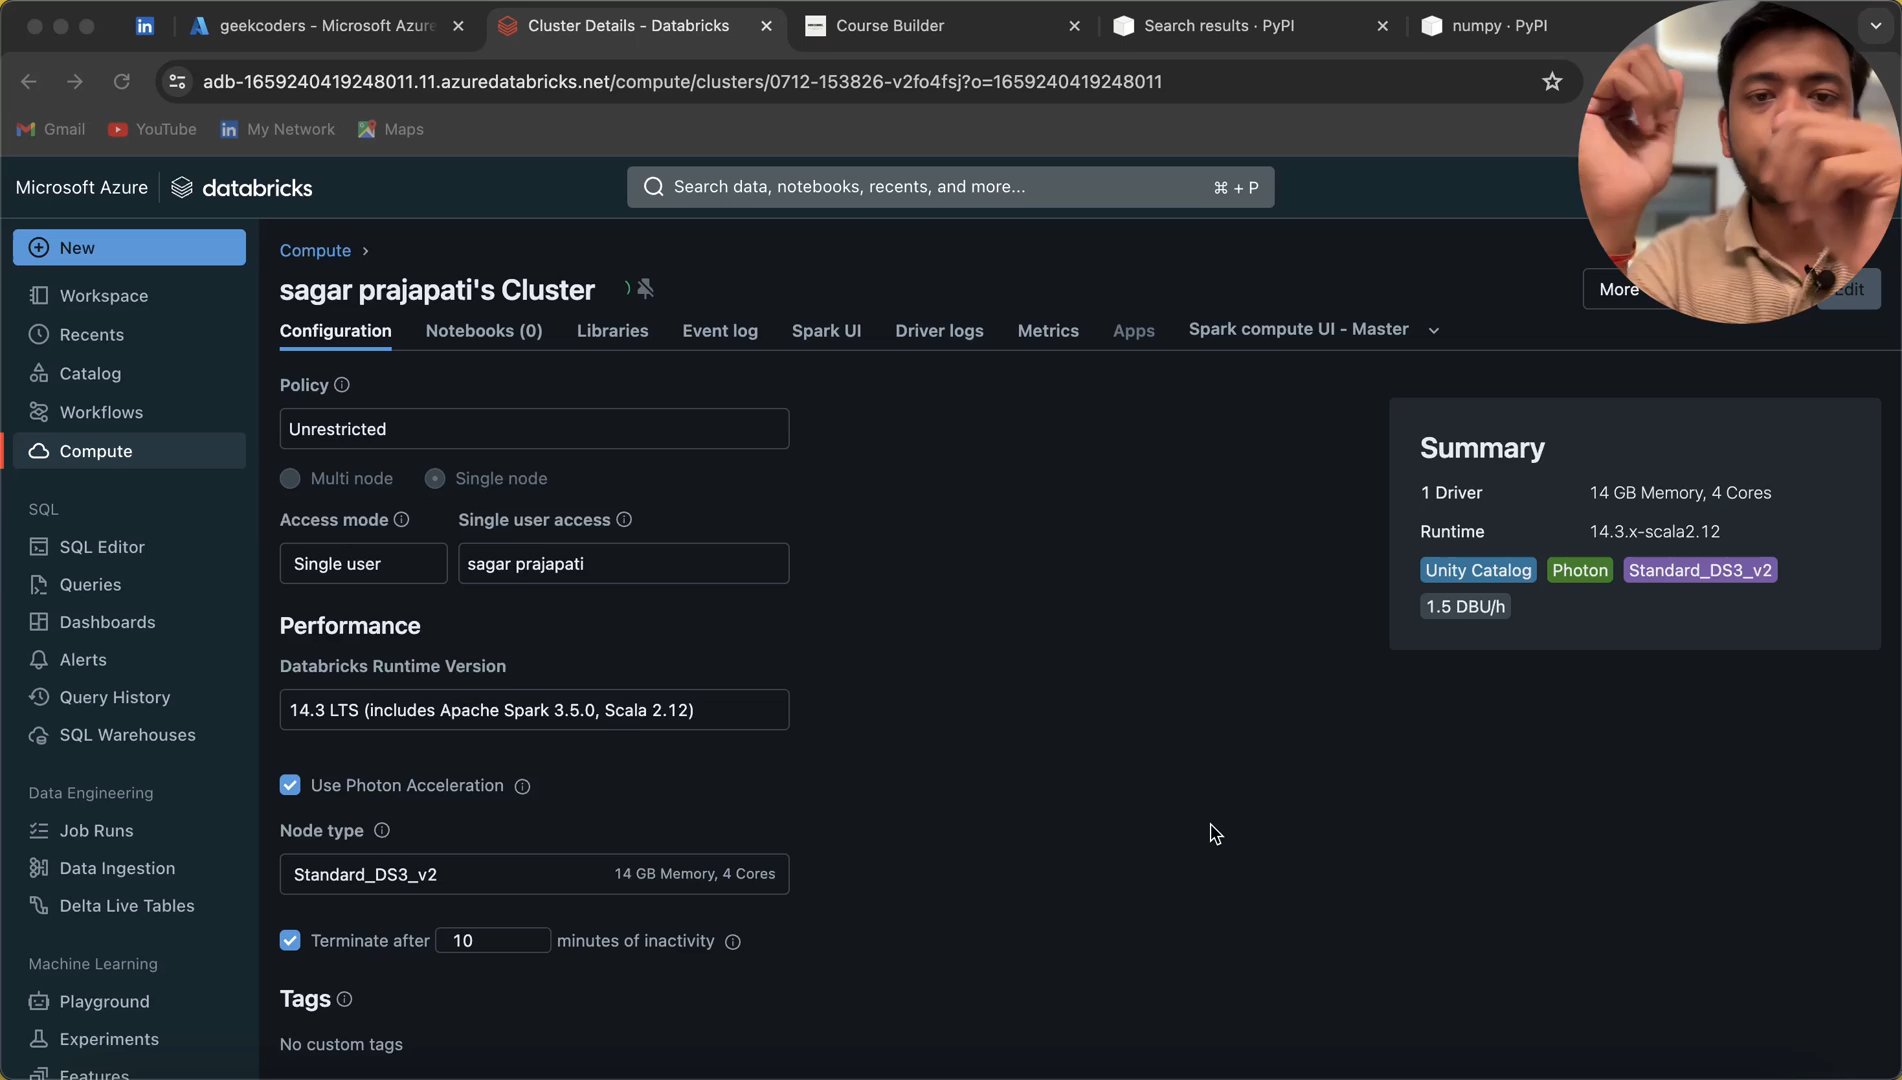 geekcoders - Microsoft Azure
Cluster Details - Databricks
Course Builder
Search results · PyPI
numpy · PyPI
adb-1659240419248011.11.azuredatabricks.net/compute/clusters/0712-153826-v2fo4fsj?o=1659240419248011
Gmail
YouTube
My Network
Maps
Microsoft Azure
databricks
Search data, notebooks, recents, and more...
⌘ + P
New
Workspace
Recents
Catalog
Workflows
Compute
SQL
SQL Editor
Queries
Dashboards
Alerts
Query History
SQL Warehouses
Data Engineering
Job Runs
Data Ingestion
Delta Live Tables
Machine Learning
Playground
Experiments
Features
Compute ›
sagar prajapati's Cluster
More
Edit
Configuration
Notebooks (0)
Libraries
Event log
Spark UI
Driver logs
Metrics
Apps
Spark compute UI - Master
Policy
Unrestricted
Multi node
Single node
Access mode
Single user access
Single user
sagar prajapati
Performance
Databricks Runtime Version
14.3 LTS (includes Apache Spark 3.5.0, Scala 2.12)
Use Photon Acceleration
Node type
Standard_DS3_v2
14 GB Memory, 4 Cores
Terminate after 10 minutes of inactivity
Tags
No custom tags
Summary
1 Driver
14 GB Memory, 4 Cores
Runtime
14.3.x-scala2.12
Unity Catalog
Photon
Standard_DS3_v2
1.5 DBU/h